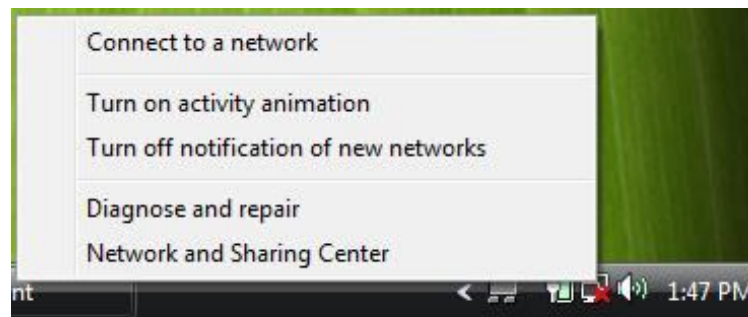 Connect to a network
Turn on activity animation
Turn off notification of new networks
Diagnose and repair
Network and Sharing Center
nt
1:47 PM